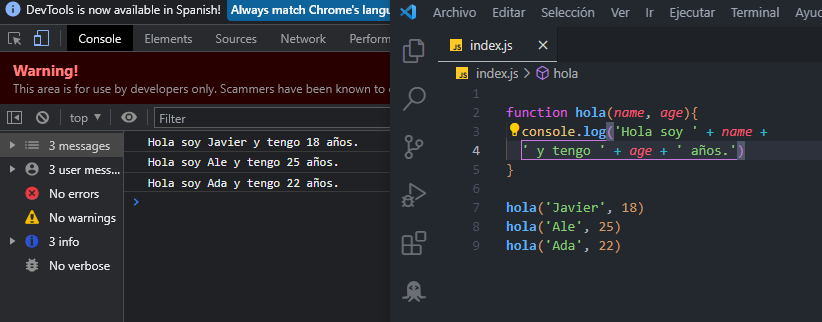 DevTools is now available in Spanish! Always match Chrome's langu
Console Elements Sources Network Perform
Warning!
This area is for use by developers only. Scammers have been known to
top Filter
3 messages
3 user mess...
No errors
No warnings
3 info
No verbose
Hola soy Javier y tengo 18 años.
Hola soy Ale y tengo 25 años.
Hola soy Ada y tengo 22 años.
>
Archivo Editar Selección Ver Ir Ejecutar Terminal Ayuda
JS index.js ×
JS index.js > hola
1
2 function hola(name, age){
3 console.log('Hola soy ' + name +
4 ' y tengo ' + age + ' años.')
5 }
6
7 hola('Javier', 18)
8 hola('Ale', 25)
9 hola('Ada', 22)